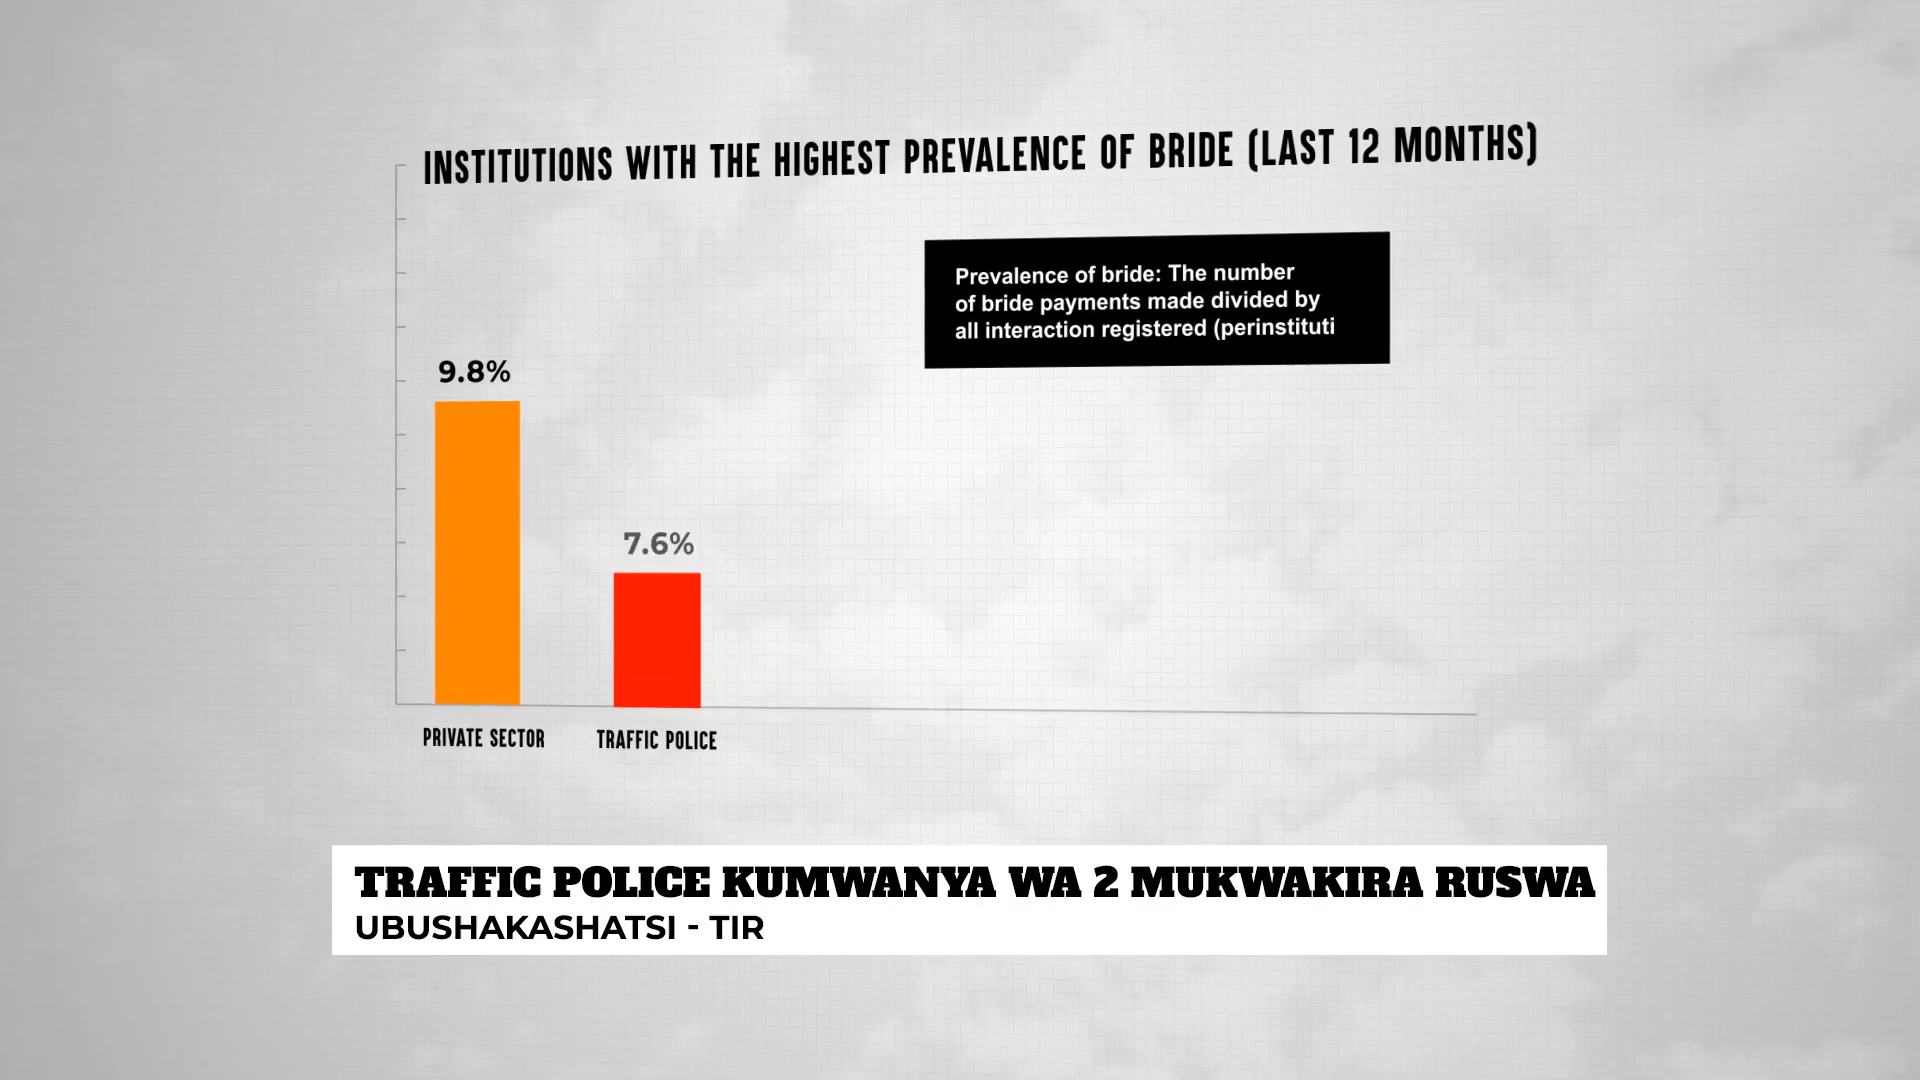 INSTITUTIONS WITH THE HIGHEST PREVALENCE OF BRIDE (LAST 12 MONTHS)
Prevalence of bride: The number
of bride payments made divided by
all interaction registered (perinstituti
9.8%
7.6%
PRIVATE SECTOR
TRAFFIC POLICE
TRAFFIC POLICE KUMWANYA WA 2 MUKWAKIRA RUSWA
UBUSHAKASHATSI - TIR